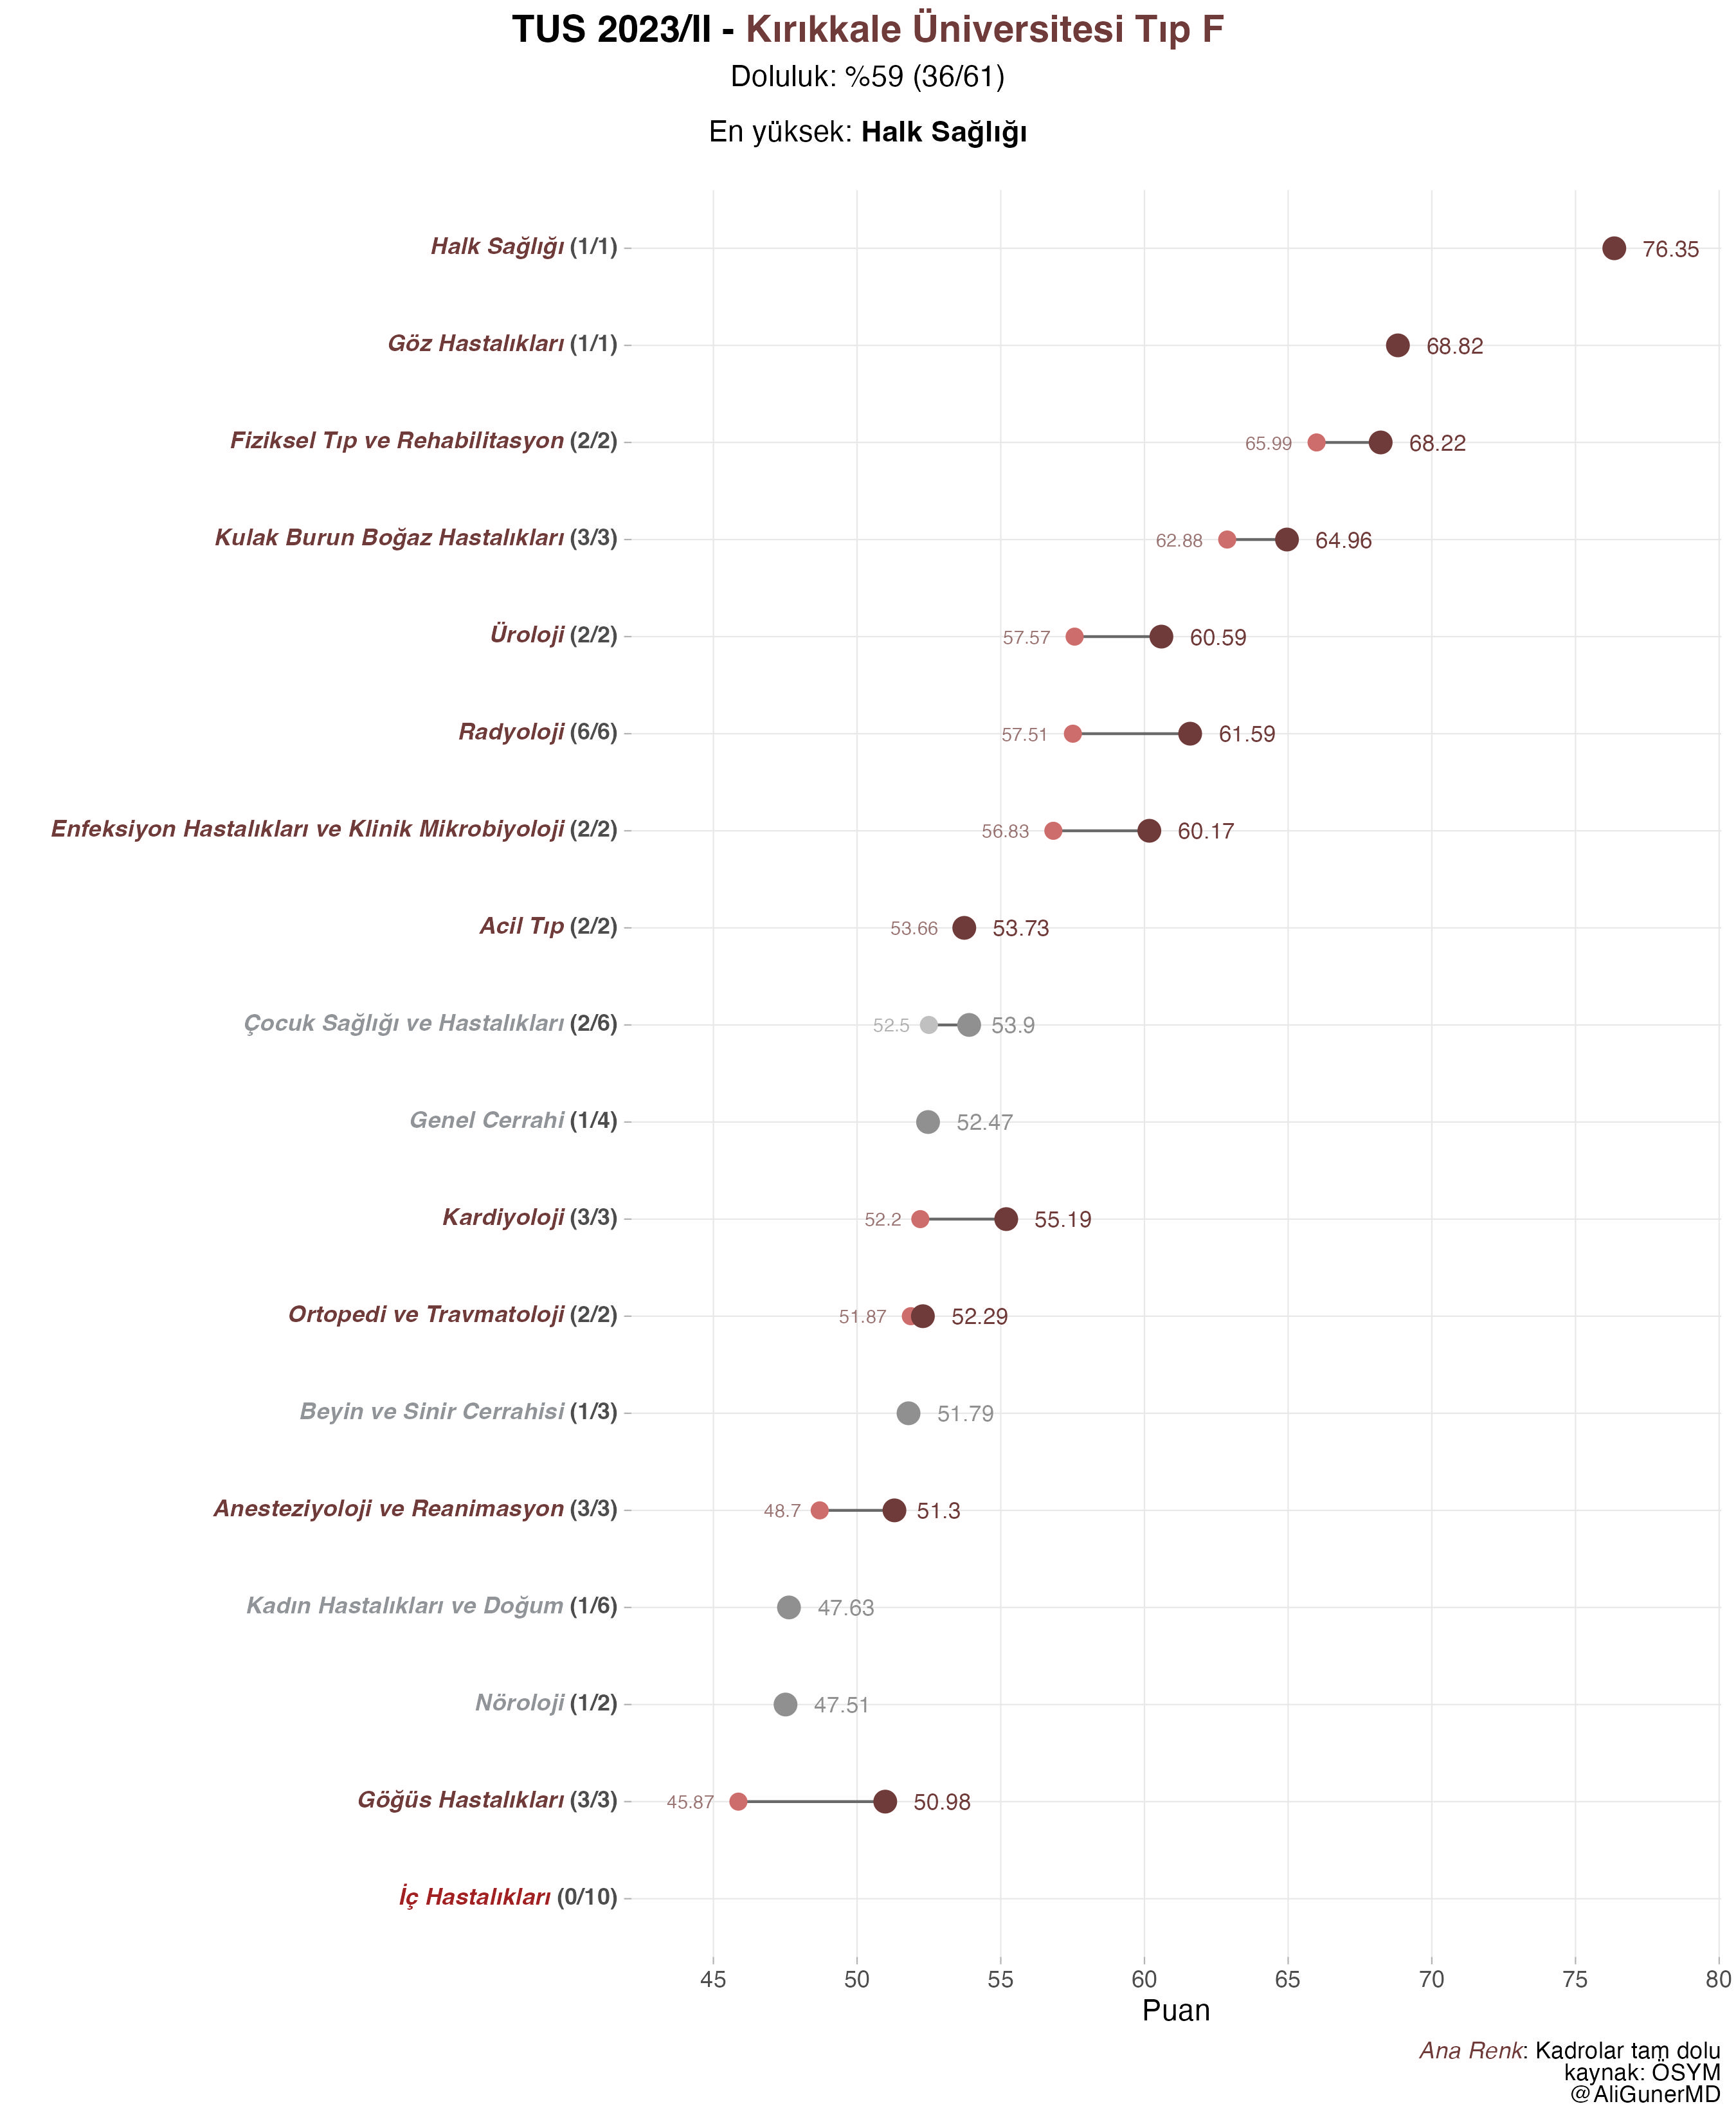 TUS 2023/II - Kırıkkale Üniversitesi Tıp F
Doluluk: %59 (36/61)
En yüksek: Halk Sağlığı
Halk Sağlığı (1/1) 76.35
Göz Hastalıkları (1/1) 68.82
Fiziksel Tıp ve Rehabilitasyon (2/2) 65.99 68.22
Kulak Burun Boğaz Hastalıkları (3/3) 62.88 64.96
Üroloji (2/2) 57.57 60.59
Radyoloji (6/6) 57.51 61.59
Enfeksiyon Hastalıkları ve Klinik Mikrobiyoloji (2/2) 56.83 60.17
Acil Tıp (2/2) 53.66 53.73
Çocuk Sağlığı ve Hastalıkları (2/6) 52.5 53.9
Genel Cerrahi (1/4) 52.47
Kardiyoloji (3/3) 52.2 55.19
Ortopedi ve Travmatoloji (2/2) 51.87 52.29
Beyin ve Sinir Cerrahisi (1/3) 51.79
Anesteziyoloji ve Reanimasyon (3/3) 48.7 51.3
Kadın Hastalıkları ve Doğum (1/6) 47.63
Nöroloji (1/2) 47.51
Göğüs Hastalıkları (3/3) 45.87 50.98
İç Hastalıkları (0/10)
45 50 55 60 65 70 75 80
Puan
Ana Renk: Kadrolar tam dolu
kaynak: ÖSYM
@AliGunerMD